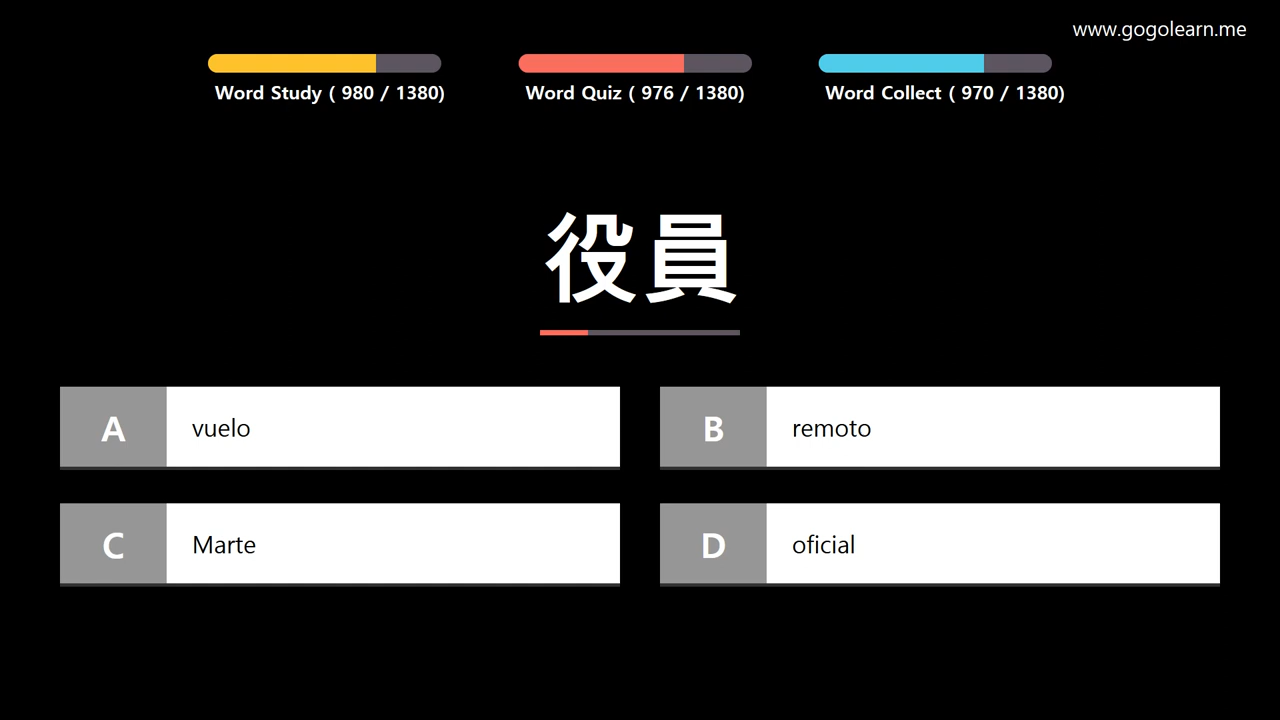 www.gogolearn.me
Word Study ( 980 / 1380)
Word Quiz ( 976 / 1380)
Word Collect ( 970 / 1380)
役員
A vuelo
B remoto
C Marte
D oficial